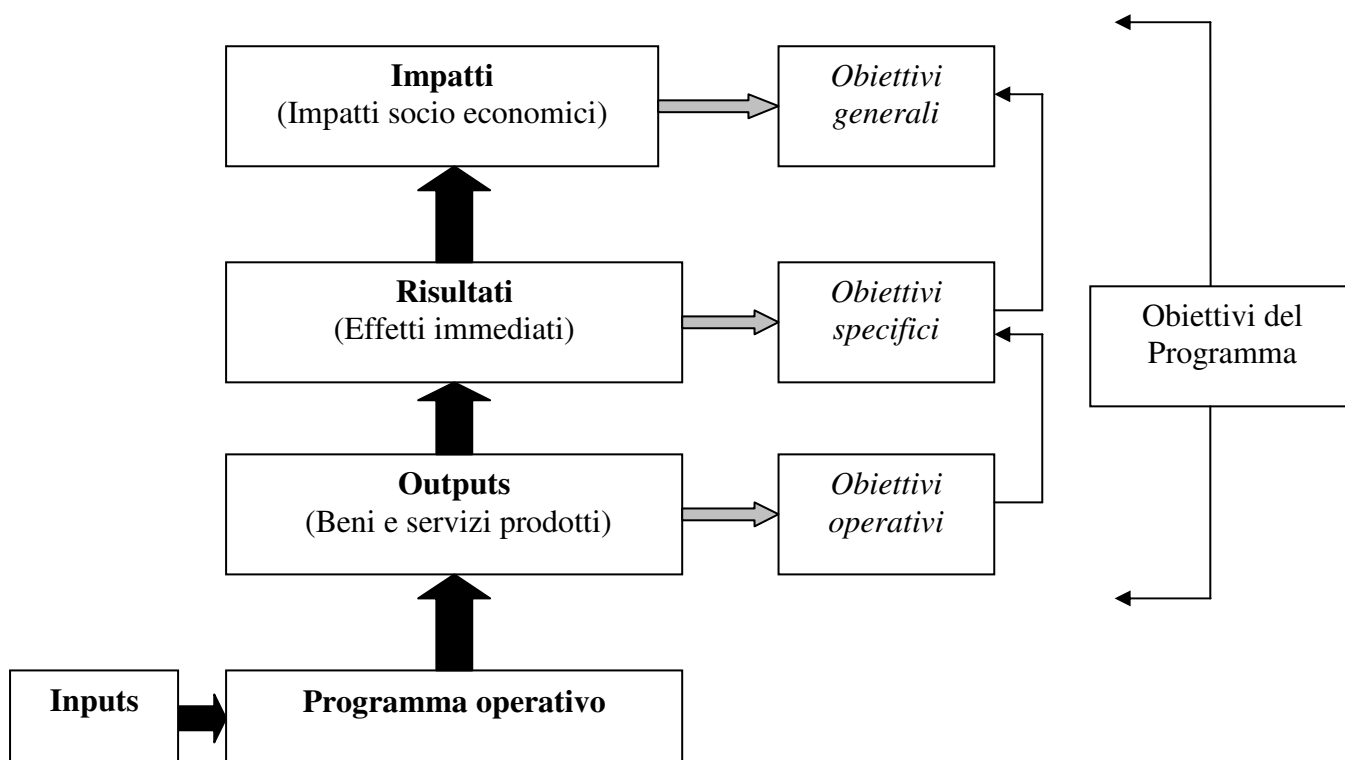 Impatti
(Impatti socio economici)
Obiettivi
generali
Risultati
(Effetti immediati)
Obiettivi
specifici
Obiettivi del
Programma
Outputs
(Beni e servizi prodotti)
Obiettivi
operativi
Inputs
Programma operativo